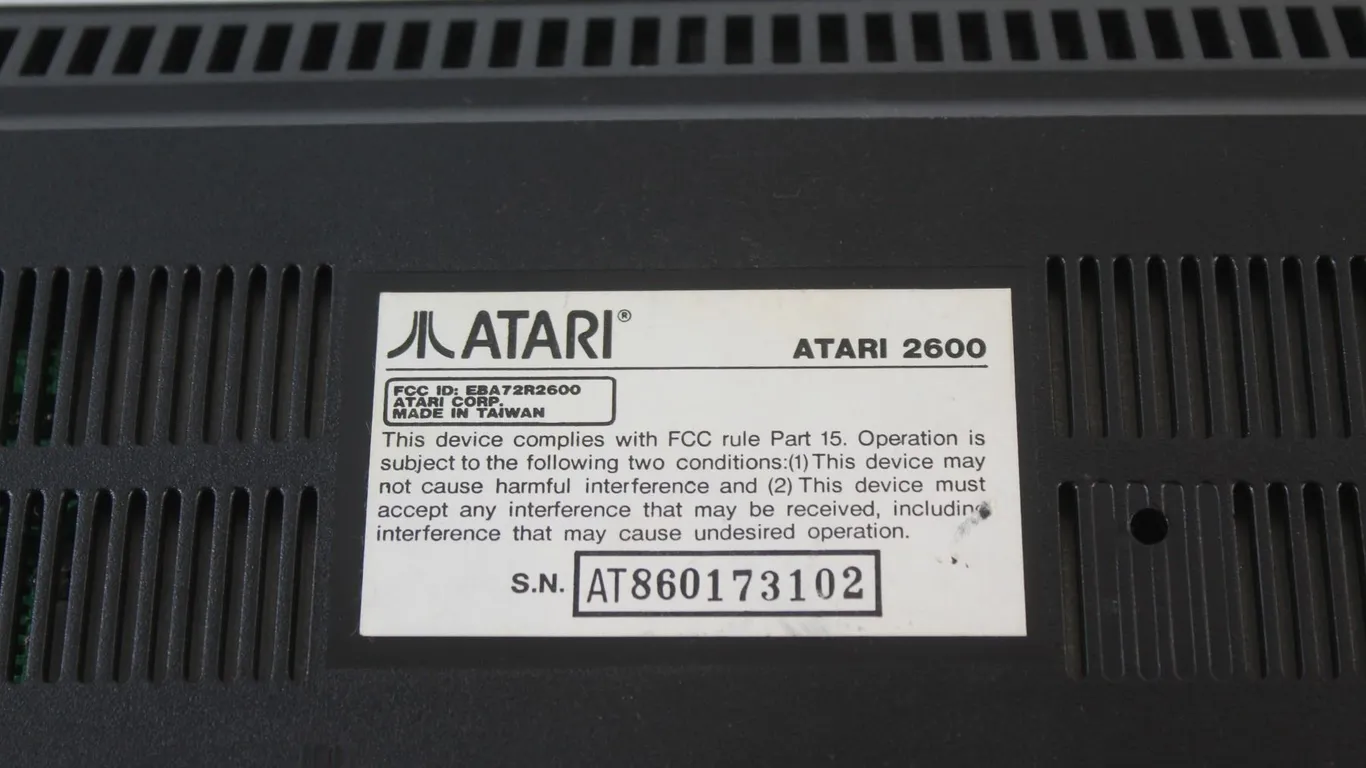 ATARI®
ATARI 2600
FCC ID: EBA72R2600
ATARI CORP.
MADE IN TAIWAN
This device complies with FCC rule Part 15. Operation is
subject to the following two conditions:(1) This device may
not cause harmful interference and (2) This device must
accept any interference that may be received, including
interference that may cause undesired operation.
S.N. AT860173102